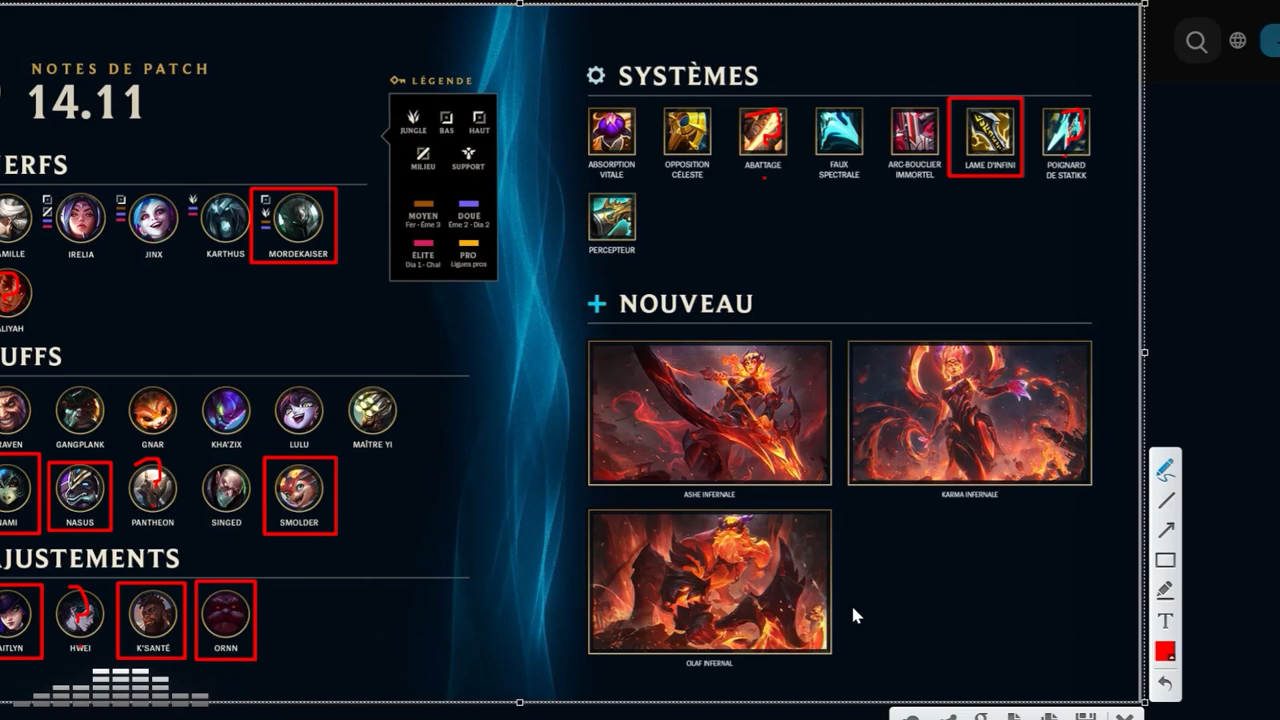 NOTES DE PATCH
14.11
ERFS
AMILLE
IRELIA
JINX
KARTHUS
MORDEKAISER
ALIYAH
UFFS
RAVEN
GANGPLANK
GNAR
KHA'ZIX
LULU
MAÎTRE YI
NAMI
NASUS
PANTHEON
SINGED
SMOLDER
AJUSTEMENTS
AITLYN
HWEI
K'SANTÉ
ORNN
LÉGENDE
JUNGLE
BAS
HAUT
MILIEU
SUPPORT
MOYEN
Fer - Éme 3
DOUÉ
Éme 2 - Dia 2
ÉLITE
Dia 1 - Chal
PRO
Ligues pros
SYSTÈMES
ABSORPTION
VITALE
OPPOSITION
CÉLESTE
ABATTAGE
FAUX
SPECTRALE
ARC-BOUCLIER
IMMORTEL
LAME D'INFINI
POIGNARD
DE STATIKK
PERCEPTEUR
NOUVEAU
ASHE INFERNALE
KARMA INFERNALE
OLAF INFERNAL
T